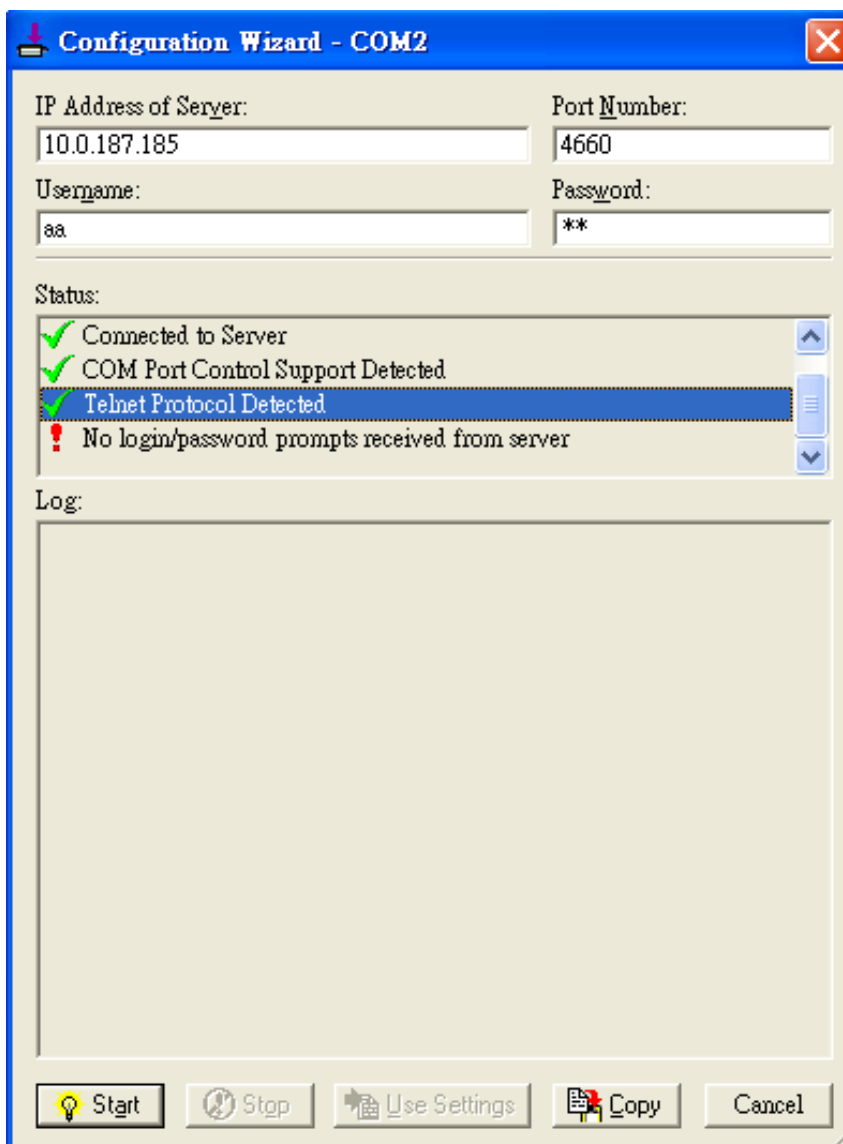 Configuration Wizard - COM2
IP Address of Server: Port Number:
10.0.187.185 4660
Username: Password:
aa **
Status:
Connected to Server
COM Port Control Support Detected
Telnet Protocol Detected
No login/password prompts received from server
Log:
Start Stop Use Settings Copy Cancel